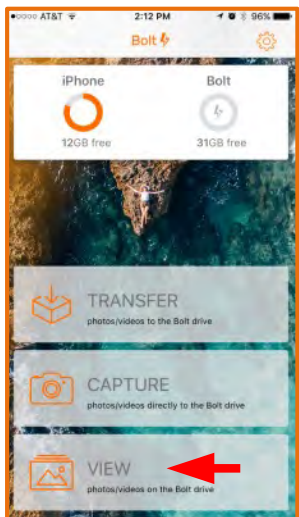 AT&T 2:12 PM 96%
Bolt
iPhone Bolt
12GB free 31GB free
TRANSFER
photos/videos to the Bolt drive
CAPTURE
photos/videos directly to the Bolt drive
VIEW
photos/videos on the Bolt drive